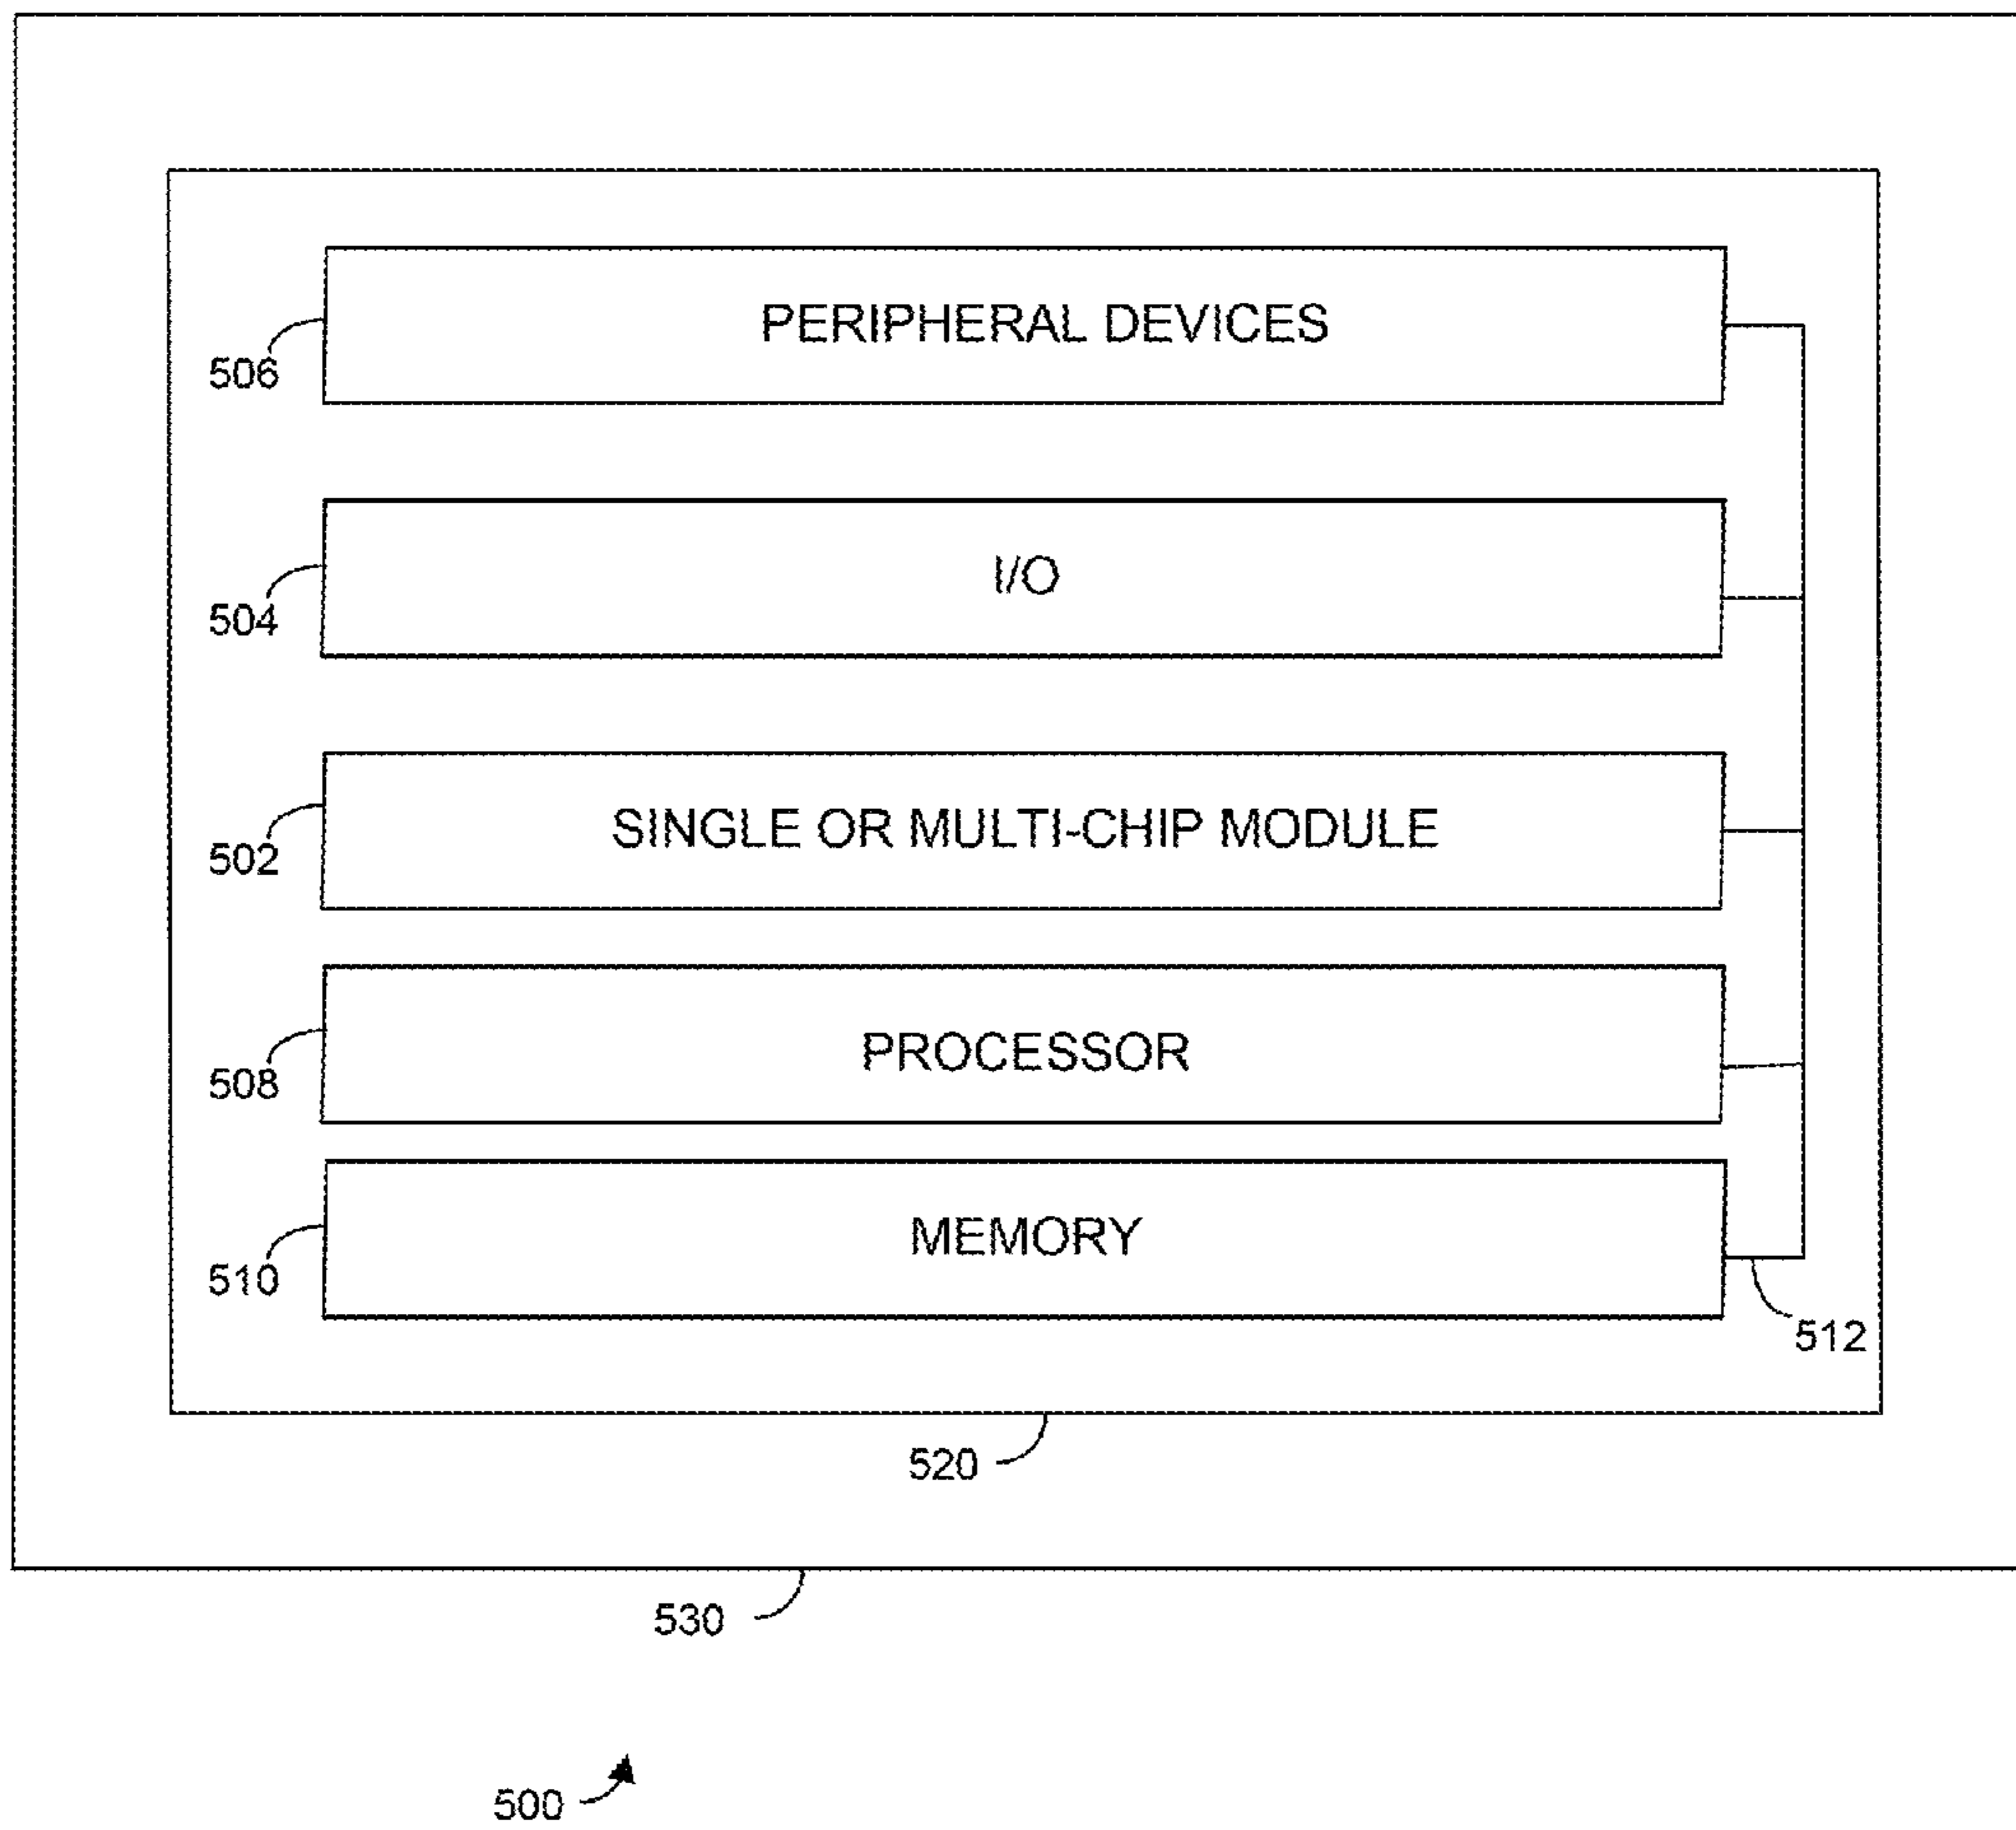 PERIPHERAL DEVICES
506
I/O
504
SINGLE OR MULTI-CHIP MODULE
502
PROCESSOR
508
MEMORY
510
512
520
530
500